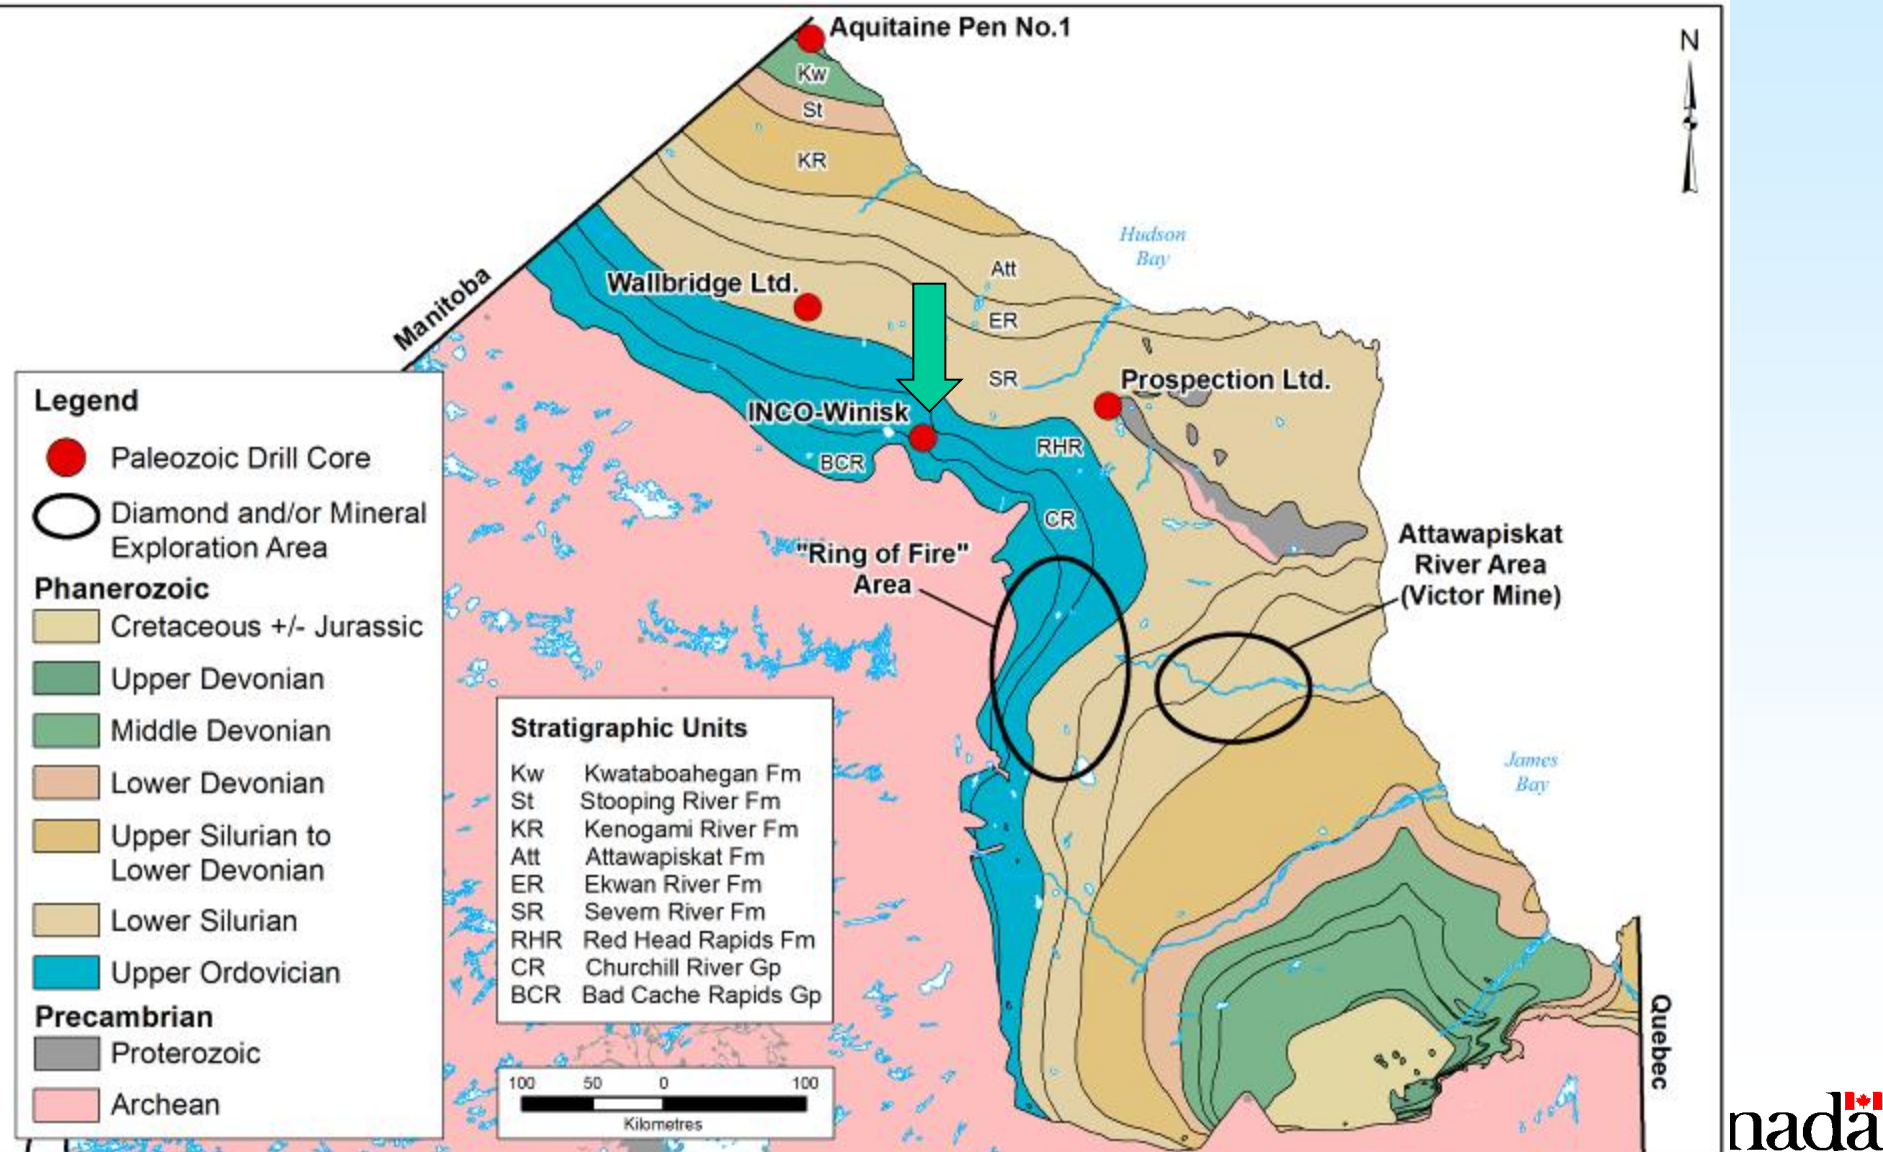 Aquitaine Pen No.1
N
Kw
St
KR
Hudson
Bay
Att
Manitoba
Wallbridge Ltd.
ER
SR
Prospection Ltd.
INCO-Winisk
RHR
BCR
CR
"Ring of Fire"
Area
Attawapiskat
River Area
(Victor Mine)
James
Bay
Quebec
Legend
Paleozoic Drill Core
Diamond and/or Mineral
Exploration Area
Phanerozoic
Cretaceous +/- Jurassic
Upper Devonian
Middle Devonian
Lower Devonian
Upper Silurian to
Lower Devonian
Lower Silurian
Upper Ordovician
Precambrian
Proterozoic
Archean
Stratigraphic Units
Kw Kwataboahegan Fm
St Stooping River Fm
KR Kenogami River Fm
Att Attawapiskat Fm
ER Ekwan River Fm
SR Severn River Fm
RHR Red Head Rapids Fm
CR Churchill River Gp
BCR Bad Cache Rapids Gp
100 50 0 100
Kilometres
nada